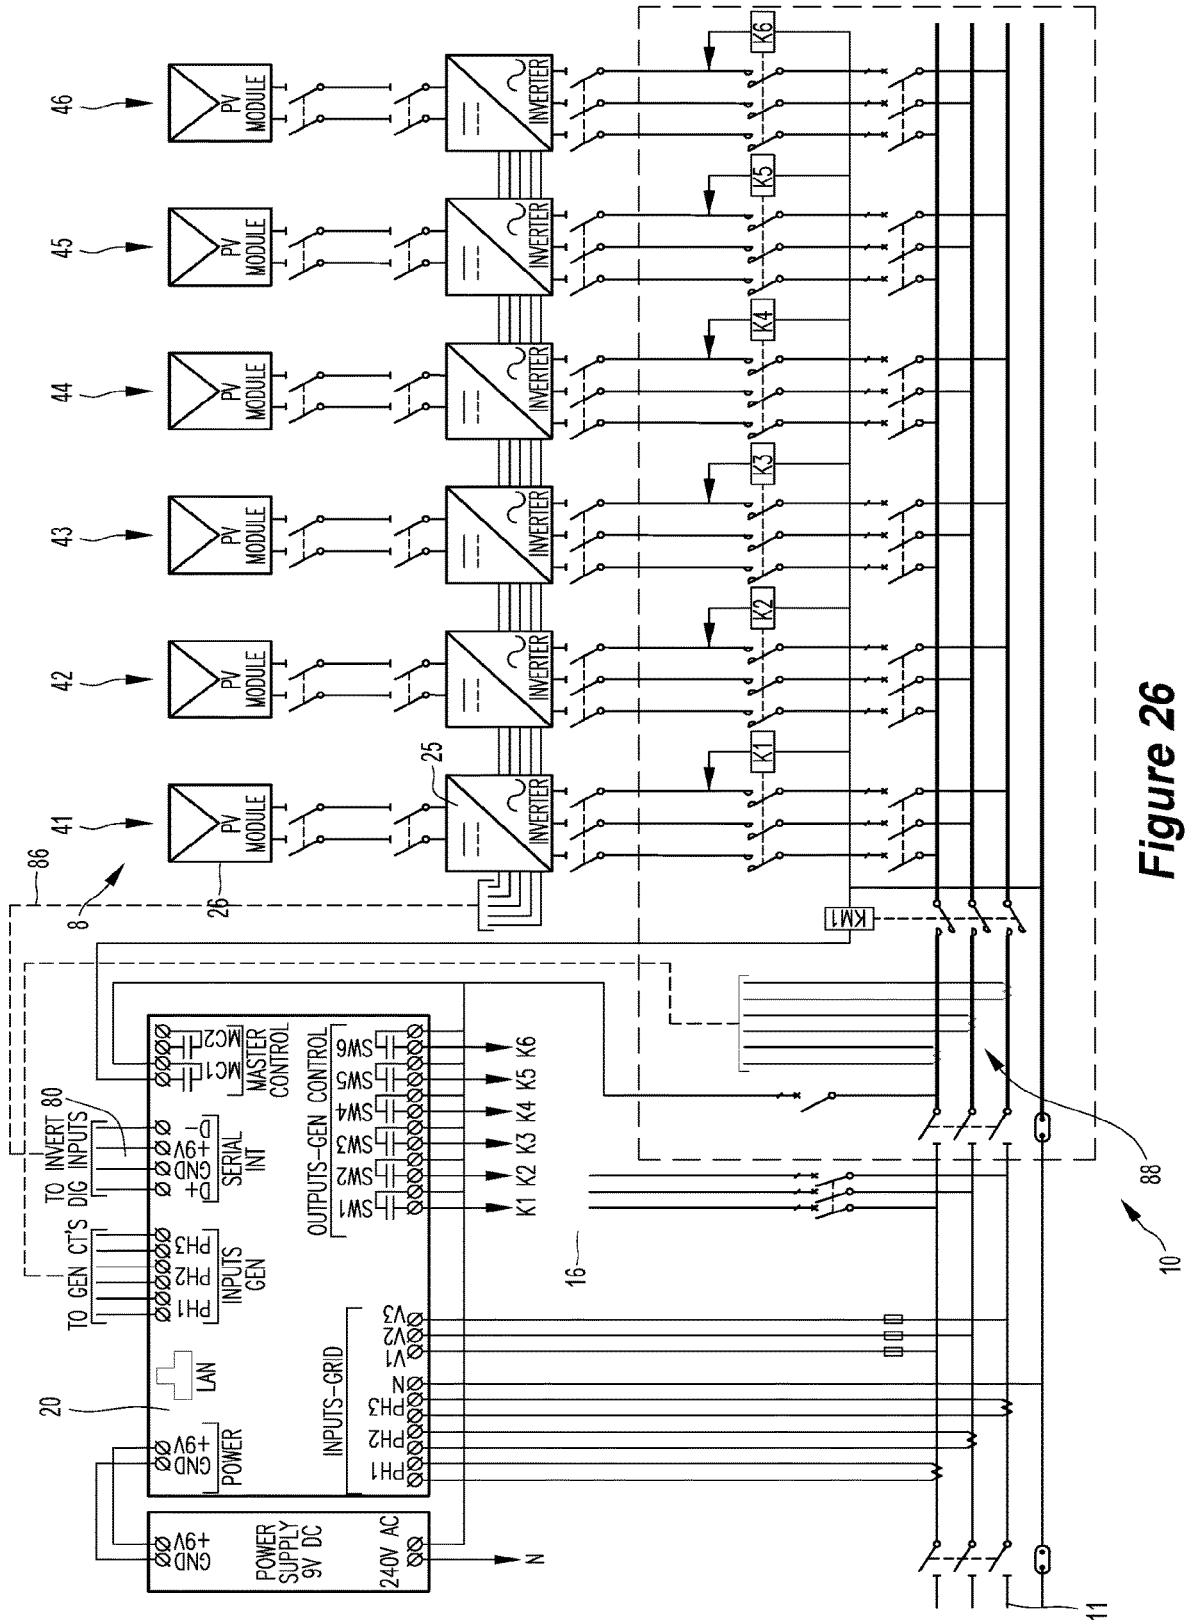 11
POWER
SUPPLY
9V DC
GND
+9V
240V AC
N
20
GND
+9V
POWER
LAN
TO GEN CT'S
PH1
PH2
PH3
INPUTS
GEN
TO INVERT
DIG INPUTS
80
D+
GND
+9V
D-
SERIAL
INT
MC1
MC2
MASTER
CONTROL
INPUTS-GRID
PH1
PH2
PH3
N
V1
V2
V3
OUTPUTS-GEN CONTROL
SW1
SW2
SW3
SW4
SW5
SW6
K1
K2
K3
K4
K5
K6
16
10
88
8
86
KM1
41
42
43
44
45
46
26
PV
MODULE
PV
MODULE
PV
MODULE
PV
MODULE
PV
MODULE
PV
MODULE
25
INVERTER
INVERTER
INVERTER
INVERTER
INVERTER
INVERTER
K1
K2
K3
K4
K5
K6
Figure 26